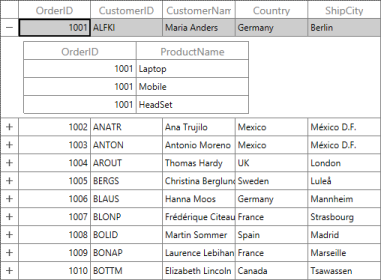 OrderID CustomerID CustomerNam Country ShipCity
− 1001 ALFKI Maria Anders Germany Berlin
OrderID ProductName
1001 Laptop
1001 Mobile
1001 HeadSet
+ 1002 ANATR Ana Trujilo Mexico México D.F.
+ 1003 ANTON Antonio Moreno Mexico México D.F.
+ 1004 AROUT Thomas Hardy UK London
+ 1005 BERGS Christina Berglund Sweden Luleå
+ 1006 BLAUS Hanna Moos Germany Mannheim
+ 1007 BLONP Frédérique Citeau France Strasbourg
+ 1008 BOLID Martin Sommer Spain Madrid
+ 1009 BONAP Laurence Lebihan France Marseille
+ 1010 BOTTM Elizabeth Lincoln Canada Tsawassen